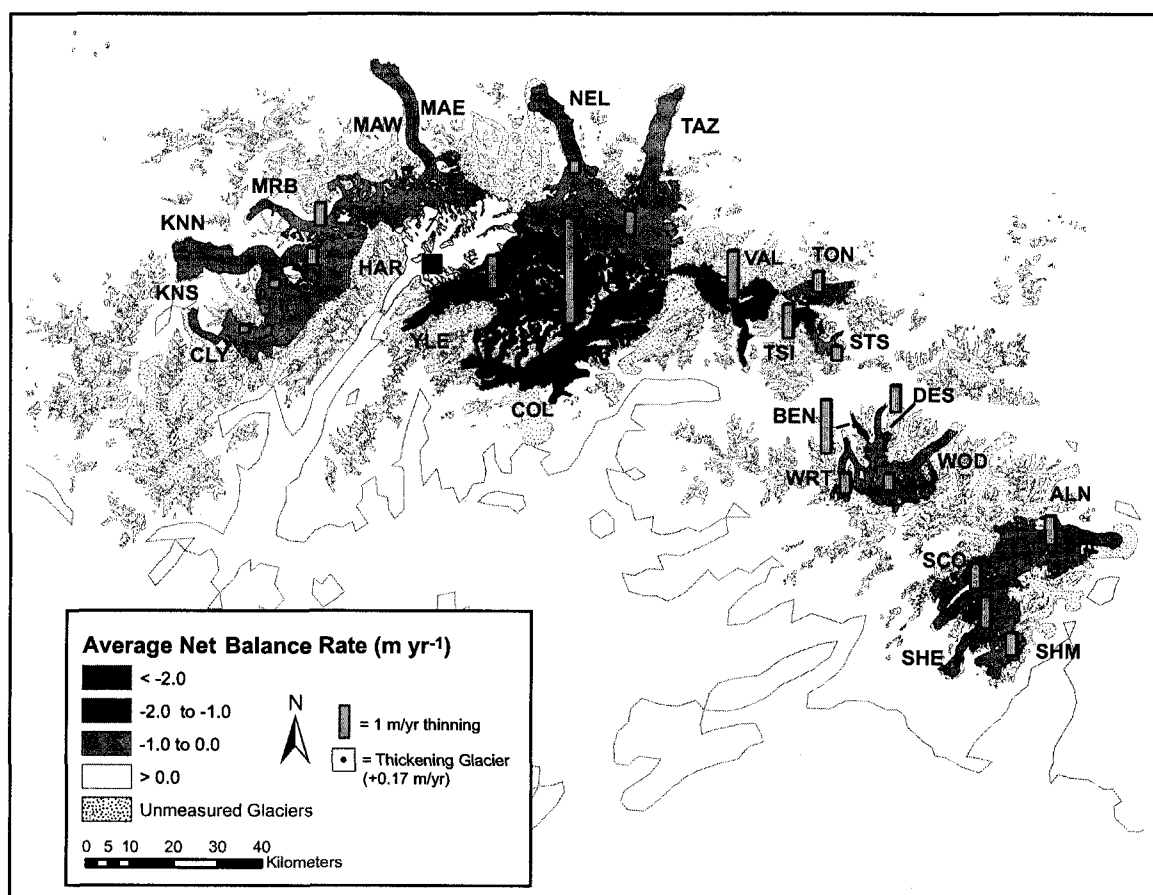 NEL
MAE
TAZ
MAW
MRB
KNN
VAL
TON
HAR
KNS
YLE
TSI
STS
CLY
COL
DES
BEN
WOD
WRT
ALN
SCO
SHE
SHM
Average Net Balance Rate (m yr-1)
< -2.0
-2.0 to -1.0
-1.0 to 0.0
> 0.0
Unmeasured Glaciers
N
= 1 m/yr thinning
= Thickening Glacier
(+0.17 m/yr)
0 5 10 20 30 40
Kilometers